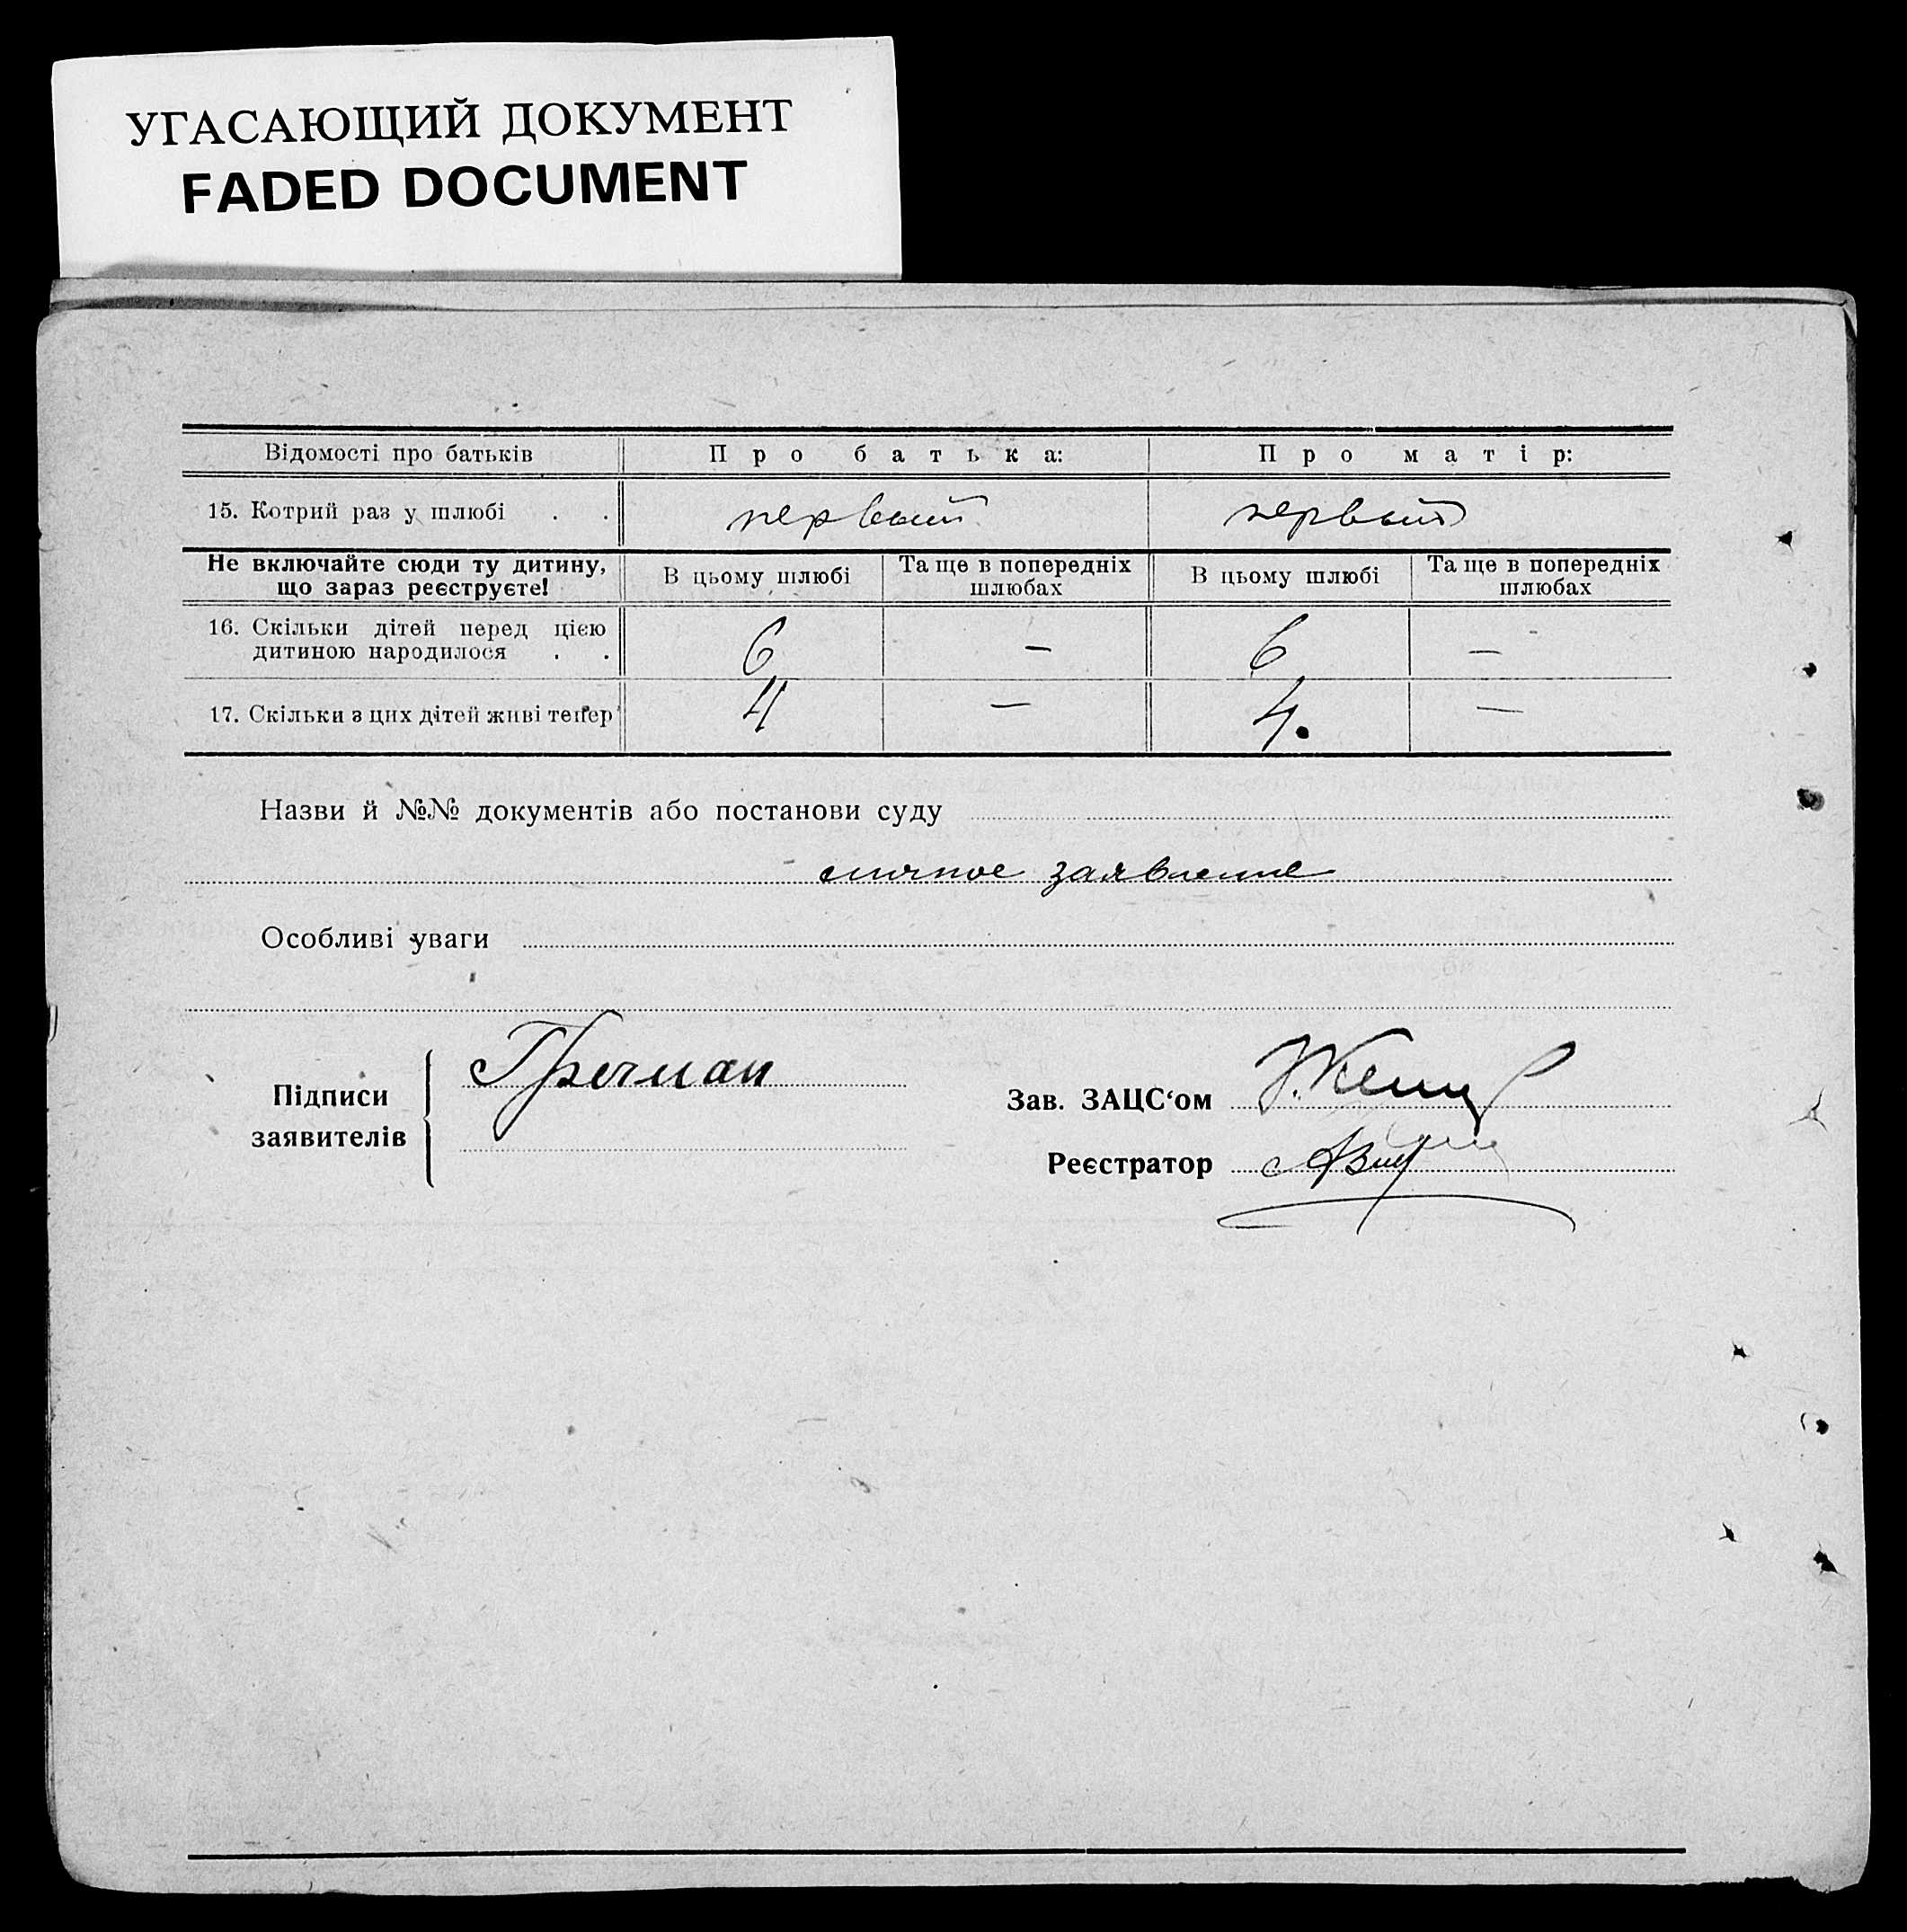 УГАСАЮЩИЙ ДОКУМЕНТ
FADED DOCUMENT
Відомості про батьків Про батька: Про матір:
15. Котрий раз у шлюбі . . первый первый
Не включайте сюди ту дитину, що зараз реєструєте! В цьому шлюбі Та ще в попередніх шлюбах В цьому шлюбі Та ще в попередніх шлюбах
16. Скільки дітей перед цією
дитиною народилося . . 6 — 6 —
17. Скільки з цих дітей живі тепер 4 — 4. —
Назви й №№ документів або постанови суду
личное заявление
Особливі уваги
Підписи
заявителів
Зав. ЗАЦС‘ом
Реєстратор